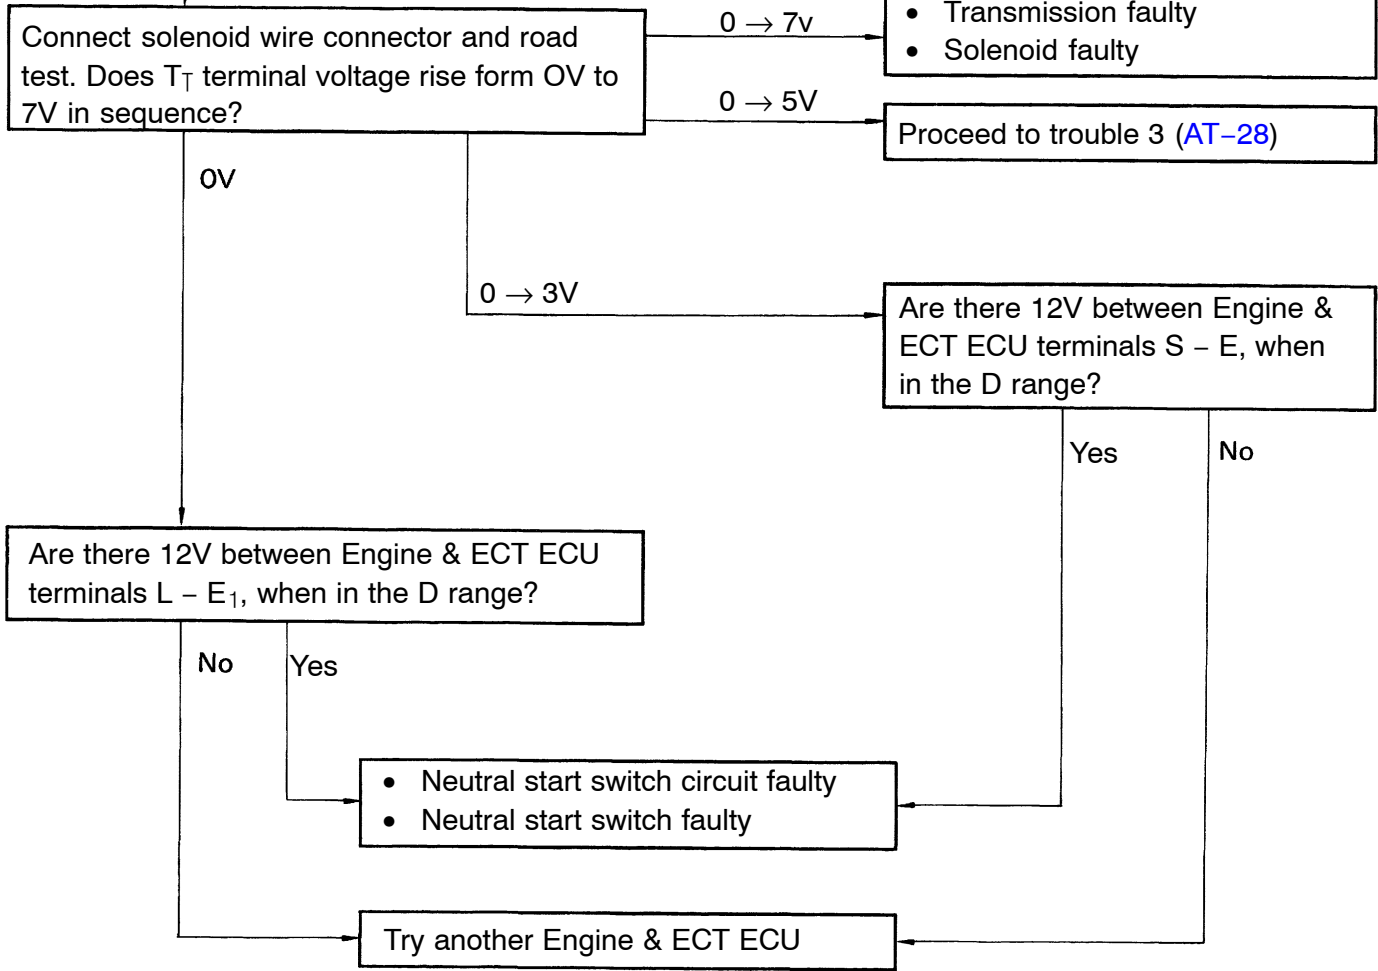 • Transmission faulty
• Solenoid faulty
0 → 7v
Connect solenoid wire connector and road
test. Does TT terminal voltage rise form OV to
7V in sequence?
0 → 5V
Proceed to trouble 3 (AT–28)
0V
0 → 3V
Are there 12V between Engine &
ECT ECU terminals S – E, when
in the D range?
Yes
No
Are there 12V between Engine & ECT ECU
terminals L – E1, when in the D range?
No
Yes
• Neutral start switch circuit faulty
• Neutral start switch faulty
Try another Engine & ECT ECU